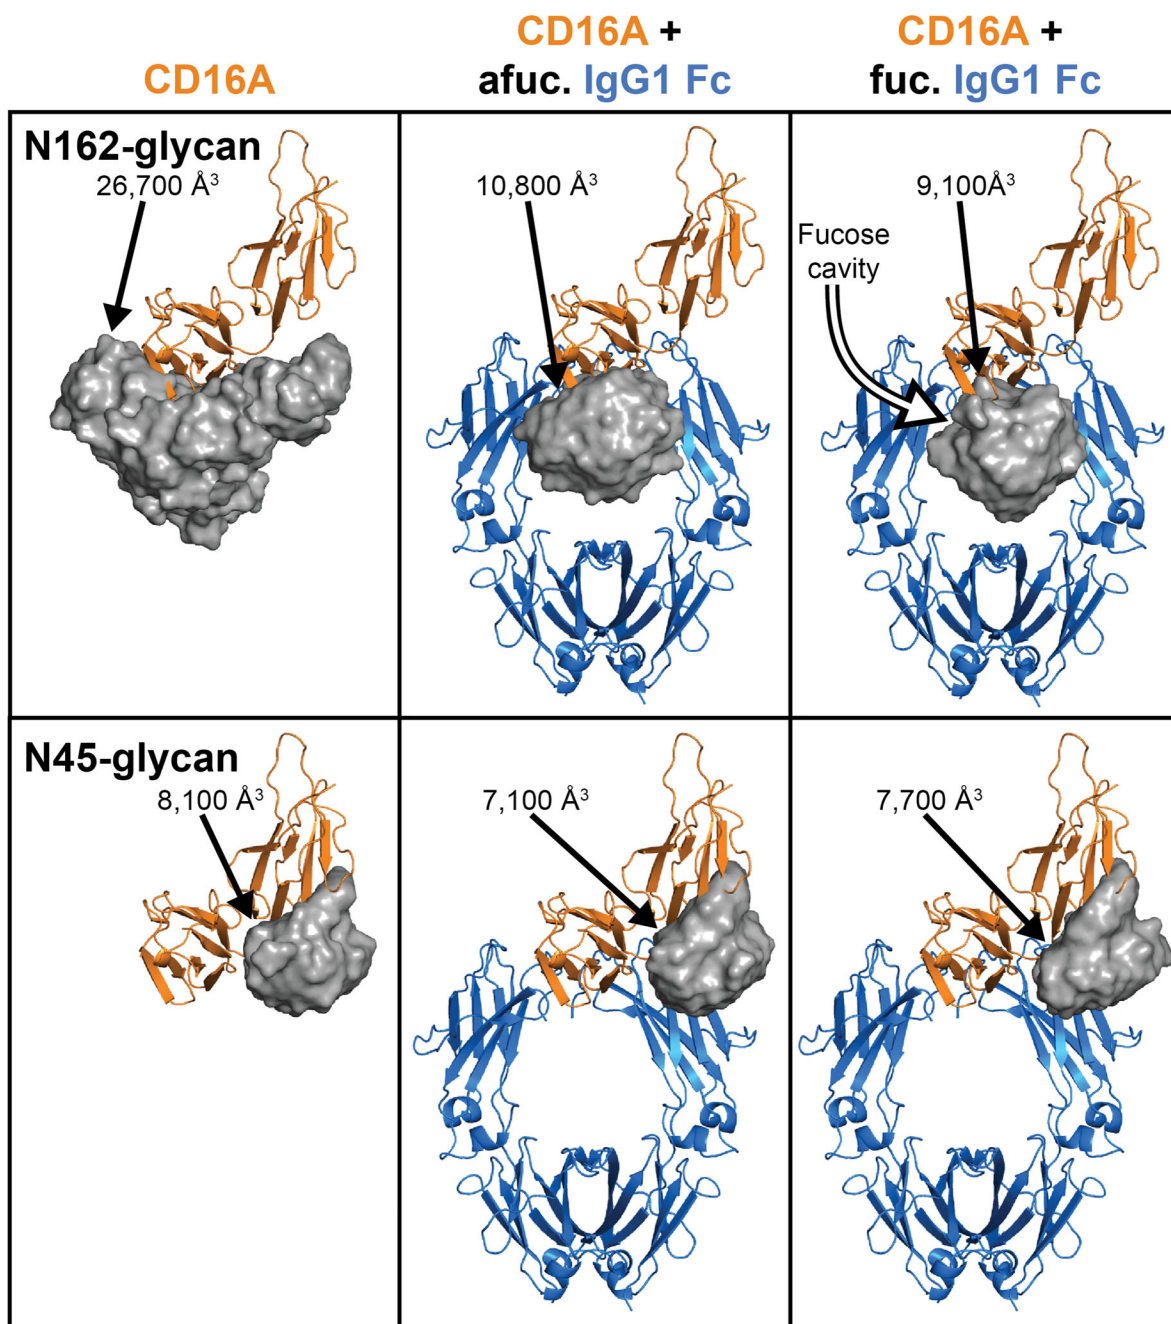 CD16A
CD16A +
afuc. IgG1 Fc
CD16A +
fuc. IgG1 Fc
N162-glycan
26,700 Å³
10,800 Å³
9,100Å³
Fucose
cavity
N45-glycan
8,100 Å³
7,100 Å³
7,700 Å³